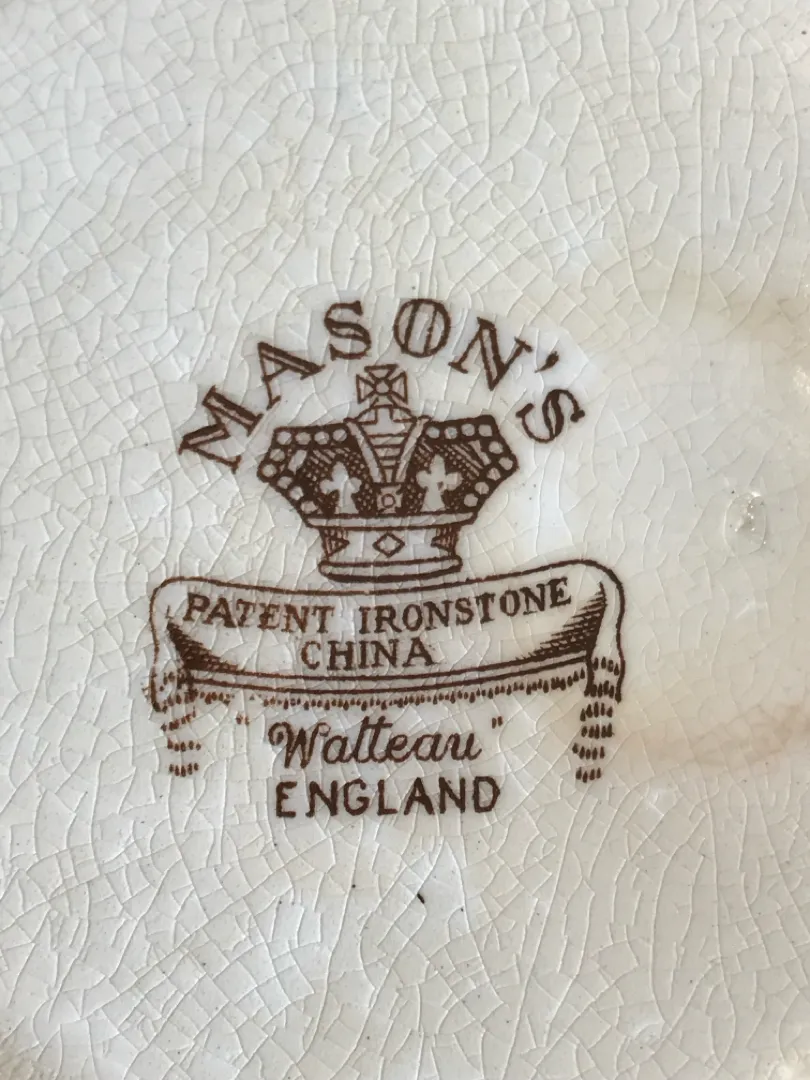 MASON'S
PATENT IRONSTONE
CHINA
Watteau"
ENGLAND